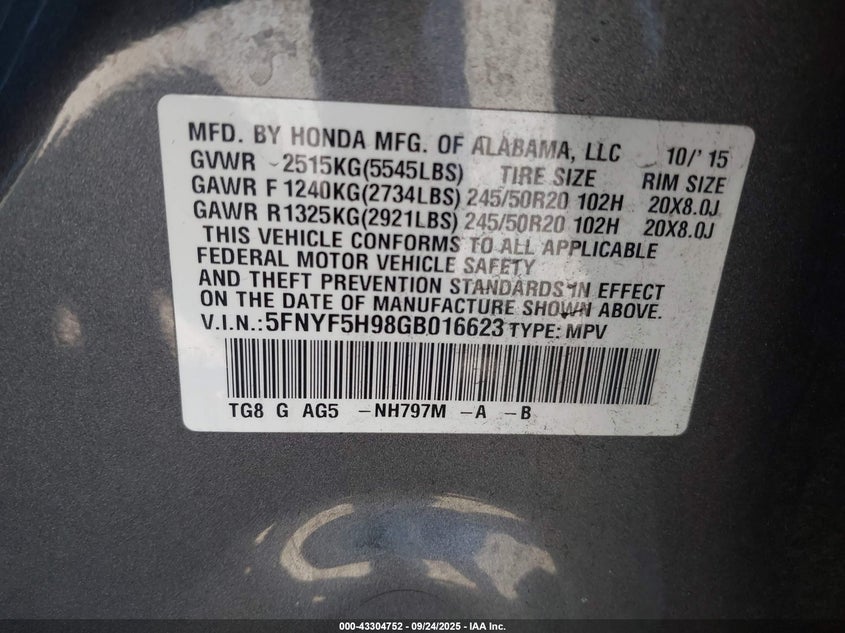 MFD. BY HONDA MFG. OF ALABAMA, LLC 10/'15
GVWR 2515KG(5545LBS) TIRE SIZE RIM SIZE
GAWR F 1240KG(2734LBS) 245/50R20 102H 20X8.0J
GAWR R1325KG(2921LBS) 245/50R20 102H 20X8.0J
THIS VEHICLE CONFORMS TO ALL APPLICABLE
FEDERAL MOTOR VEHICLE SAFETY
AND THEFT PREVENTION STANDARDS IN EFFECT
ON THE DATE OF MANUFACTURE SHOWN ABOVE.
V.I.N.:5FNYF5H98GB016623 TYPE: MPV
TG8 G AG5 -NH797M -A -B
000-43304752 - 09/24/2025 - IAA Inc.